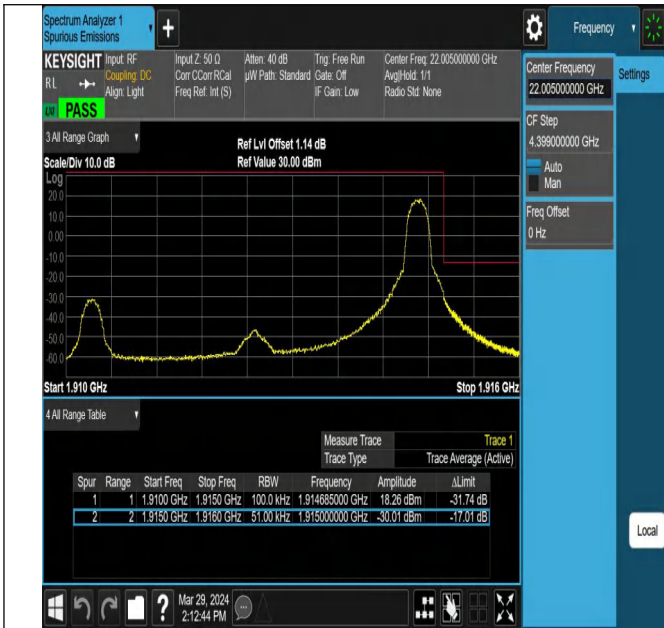 Spectrum Analyzer 1
Spurious Emissions
Frequency
KEYSIGHT
RL
Input: RF
Coupling: DC
Align: Light
Input Z: 50 Ω
Corr CCorr RCal
Freq Ref: Int (S)
Atten: 40 dB
µW Path: Standard
Trig: Free Run
Gate: Off
IF Gain: Low
Center Freq: 22.005000000 GHz
Avg|Hold: 1/1
Radio Std: None
PASS
Center Frequency
22.005000000 GHz
Settings
CF Step
4.399000000 GHz
Auto
Man
Freq Offset
0 Hz
3 All Range Graph
Scale/Div 10.0 dB
Ref Lvl Offset 1.14 dB
Ref Value 30.00 dBm
Log
20.0
10.0
0.00
-10.0
-20.0
-30.0
-40.0
-50.0
-60.0
Start 1.910 GHz
Stop 1.916 GHz
4 All Range Table
Measure Trace Trace 1
Trace Type Trace Average (Active)
Spur Range Start Freq Stop Freq RBW Frequency Amplitude ΔLimit
1 1 1.9100 GHz 1.9150 GHz 100.0 kHz 1.914685000 GHz 18.26 dBm -31.74 dB
2 2 1.9150 GHz 1.9160 GHz 51.00 kHz 1.915000000 GHz -30.01 dBm -17.01 dB
Local
Mar 29, 2024
2:12:44 PM